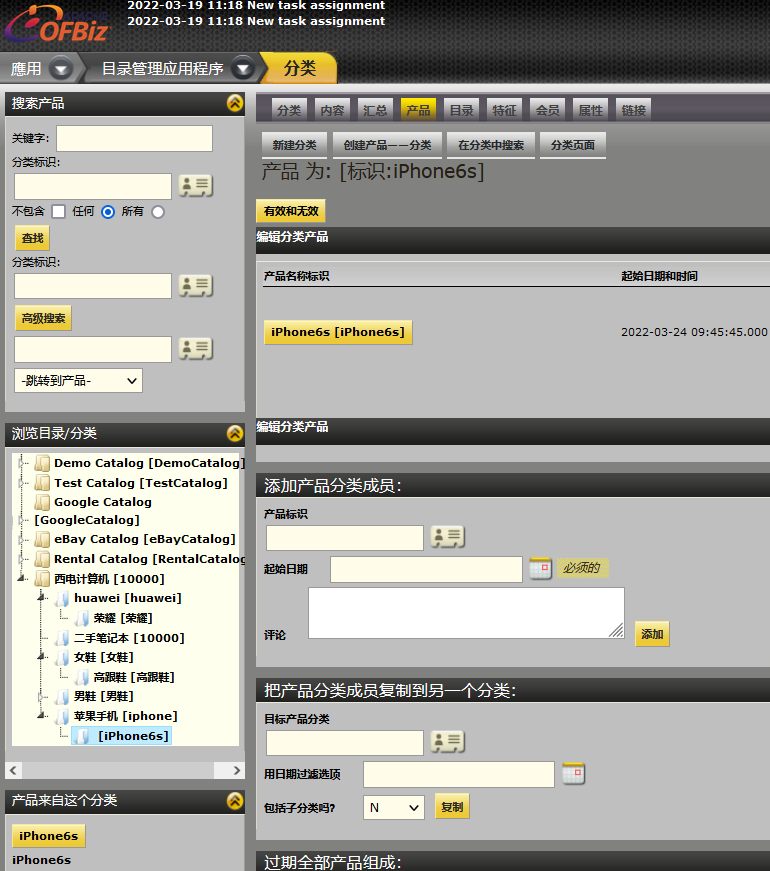 2022-03-19 11:18 New task assignment
2022-03-19 11:18 New task assignment
OFBiz
應用
目录管理应用程序
分类
搜索产品
关键字:
分类标识:
不包含 任何 所有
查找
分类标识:
高级搜索
-跳转到产品-
浏览目录/分类
Demo Catalog [DemoCatalog]
Test Catalog [TestCatalog]
Google Catalog
[GoogleCatalog]
eBay Catalog [eBayCatalog]
Rental Catalog [RentalCatalog
西电计算机 [10000]
huawei [huawei]
荣耀 [荣耀]
二手笔记本 [10000]
女鞋 [女鞋]
高跟鞋 [高跟鞋]
男鞋 [男鞋]
苹果手机 [iphone]
[iPhone6s]
产品来自这个分类
iPhone6s
iPhone6s
分类 内容 汇总 产品 目录 特征 会员 属性 链接
新建分类 创建产品——分类 在分类中搜索 分类页面
产品 为: [标识:iPhone6s]
有效和无效
编辑分类产品
产品名称标识 起始日期和时间
iPhone6s [iPhone6s] 2022-03-24 09:45:45.000
编辑分类产品
添加产品分类成员:
产品标识
起始日期 必须的
评论 添加
把产品分类成员复制到另一个分类:
目标产品分类
用日期过滤选项
包括子分类吗? N 复制
过期全部产品组成: